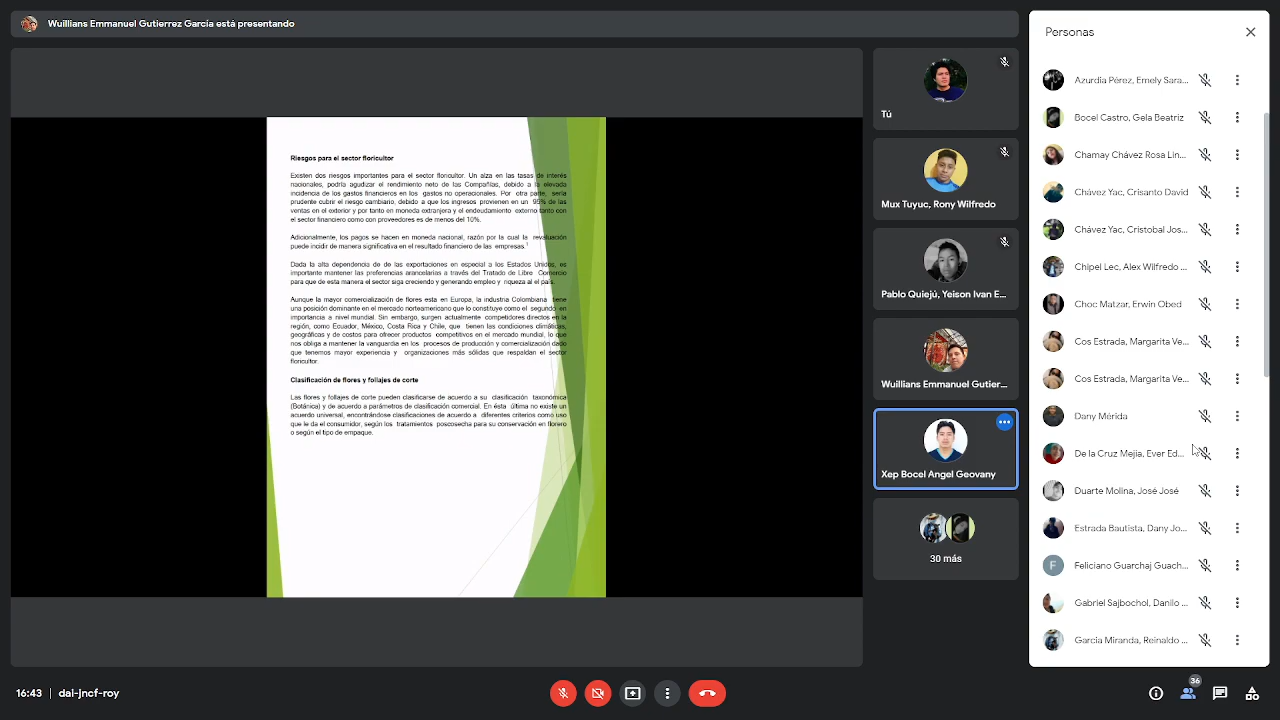 Wuillians Emmanuel Gutierrez García está presentando
Riesgos para el sector floricultor
Existen dos riesgos importantes para el sector floricultor. Un alza en las tasas de interés
nacionales, podría agudizar el rendimiento neto de las Compañías, debido a la elevada
incidencia de los gastos financieros en los gastos no operacionales. Por otra parte, sería
prudente cubrir el riesgo cambiario, debido a que los ingresos provienen en un 95% de las
ventas en el exterior y por tanto en moneda extranjera y el endeudamiento externo tanto con
el sector financiero como con proveedores es de menos del 10%.
Adicionalmente, los pagos se hacen en moneda nacional, razón por la cual la revaluación
puede incidir de manera significativa en el resultado financiero de las empresas.1
Dada la alta dependencia de de las exportaciones en especial a los Estados Unidos, es
importante mantener las preferencias arancelarias a través del Tratado de Libre Comercio
para que de esta manera el sector siga creciendo y generando empleo y riqueza al el país.
Aunque la mayor comercialización de flores esta en Europa, la industria Colombiana tiene
una posición dominante en el mercado norteamericano que lo constituye como el segundo en
importancia a nivel mundial. Sin embargo, surgen actualmente competidores directos en la
región, como Ecuador, México, Costa Rica y Chile, que tienen las condiciones climáticas,
geográficas y de costos para ofrecer productos competitivos en el mercado mundial, lo que
nos obliga a mantener la vanguardia en los procesos de producción y comercialización dado
que tenemos mayor experiencia y organizaciones más sólidas que respaldan el sector
floricultor.
Clasificación de flores y follajes de corte
Las flores y follajes de corte pueden clasificarse de acuerdo a su clasificación taxonómica
(Botánica) y de acuerdo a parámetros de clasificación comercial. En ésta última no existe un
acuerdo universal, encontrándose clasificaciones de acuerdo a diferentes criterios como uso
que le da el consumidor, según los tratamientos poscosecha para su conservación en florero
o según el tipo de empaque.
Tú
Mux Tuyuc, Rony Wilfredo
Pablo Quiejú, Yeison Ivan E...
Wuillians Emmanuel Gutier...
Xep Bocel Angel Geovany
30 más
Personas
Azurdia Pérez, Emely Sara...
Bocel Castro, Gela Beatriz
Chamay Chávez Rosa Lin...
Chávez Yac, Crisanto David
Chávez Yac, Cristobal Jos...
Chipel Lec, Alex Wilfredo ...
Choc Matzar, Erwin Obed
Cos Estrada, Margarita Ve...
Cos Estrada, Margarita Ve...
Dany Mérida
De la Cruz Mejía, Ever Ed...
Duarte Molina, José José
Estrada Bautista, Dany Jo...
F
Feliciano Guarchaj Guach...
Gabriel Sajbochol, Danilo ...
García Miranda, Reinaldo ...
16:43 | dai-jncf-roy
36